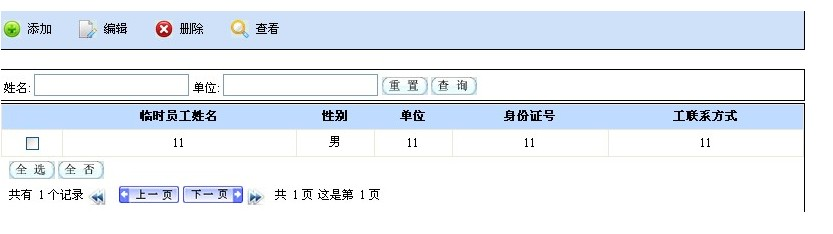 添加 编辑 删除 查看
姓名: 单位: 重 置 查 询
临时员工姓名 性别 单位 身份证号 工联系方式
11 男 11 11 11
全 选 全 否
共有 1 个记录 上一页 下一页 共 1 页 这是第 1 页